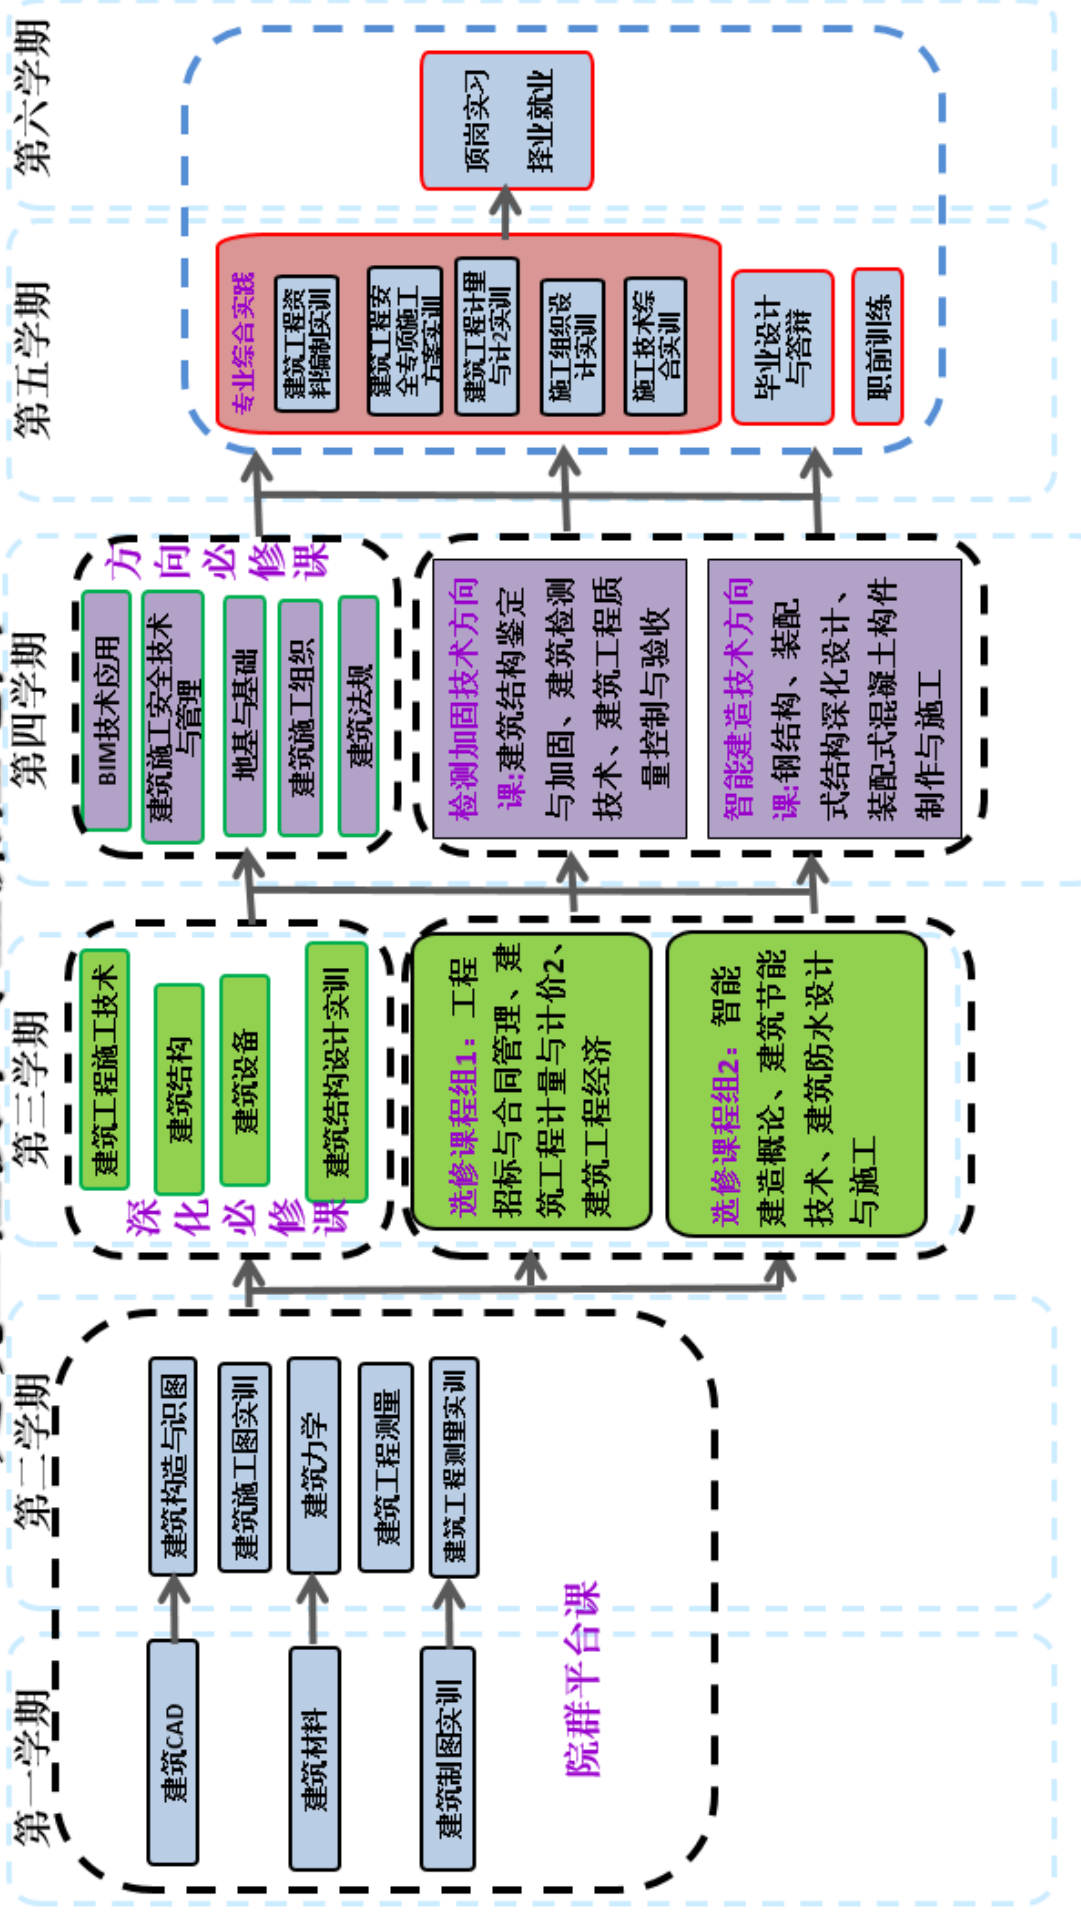 第一学期
第二学期
第三学期
第四学期
第五学期
第六学期
建筑CAD
建筑材料
建筑制图实训
院群平台课
建筑构造与识图
建筑施工图实训
建筑力学
建筑工程测量
建筑工程测量实训
深化必修课
建筑工程施工技术
建筑结构
建筑设备
建筑结构设计实训
选修课程组1：工程
招标与合同管理、建
筑工程计量与计价2、
建筑工程经济
选修课程组2：智能
建造概论、建筑节能
技术、建筑防水设计
与施工
方向必修课
BIM技术应用
建筑施工安全技术
与管理
地基与基础
建筑施工组织
建筑法规
检测加固技术方向
课:建筑结构鉴定
与加固、建筑检测
技术、建筑工程质
量控制与验收
智能建造技术方向
课:钢结构、装配
式结构深化设计、
装配式混凝土构件
制作与施工
专业综合实践
建筑工程资
料编制实训
建筑工程安
全专项施工
方案实训
建筑工程计量
与计2实训
施工组织设
计实训
施工技术综
合实训
毕业设计
与答辩
职前训练
顶岗实习
择业就业